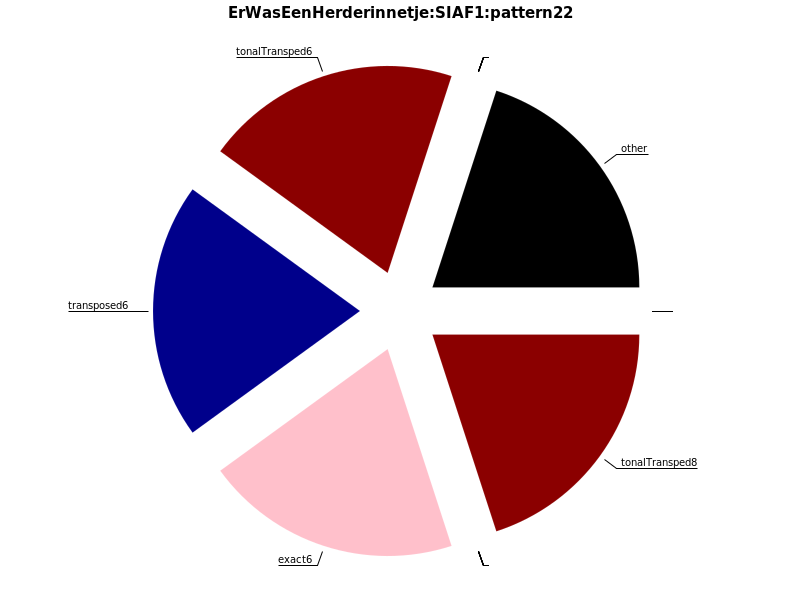 ErWasEenHerderinnetje:SIAF1:pattern22
tonalTransped6
other
transposed6
tonalTransped8
exact6